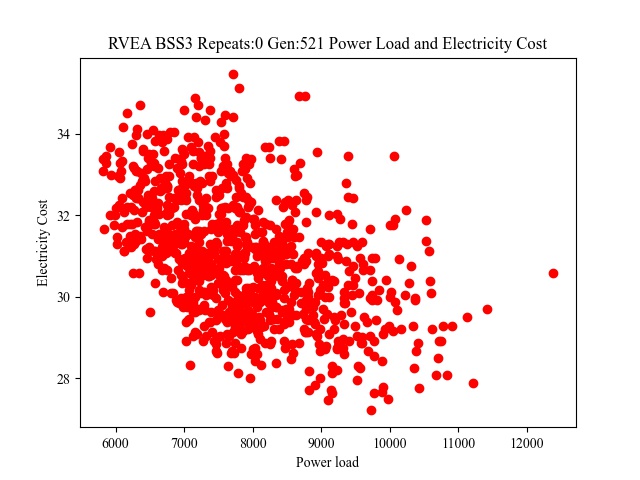 RVEA BSS3 Repeats:0 Gen:521 Power Load and Electricity Cost
34
32
30
28
Electricity Cost
6000 7000 8000 9000 10000 11000 12000
Power load